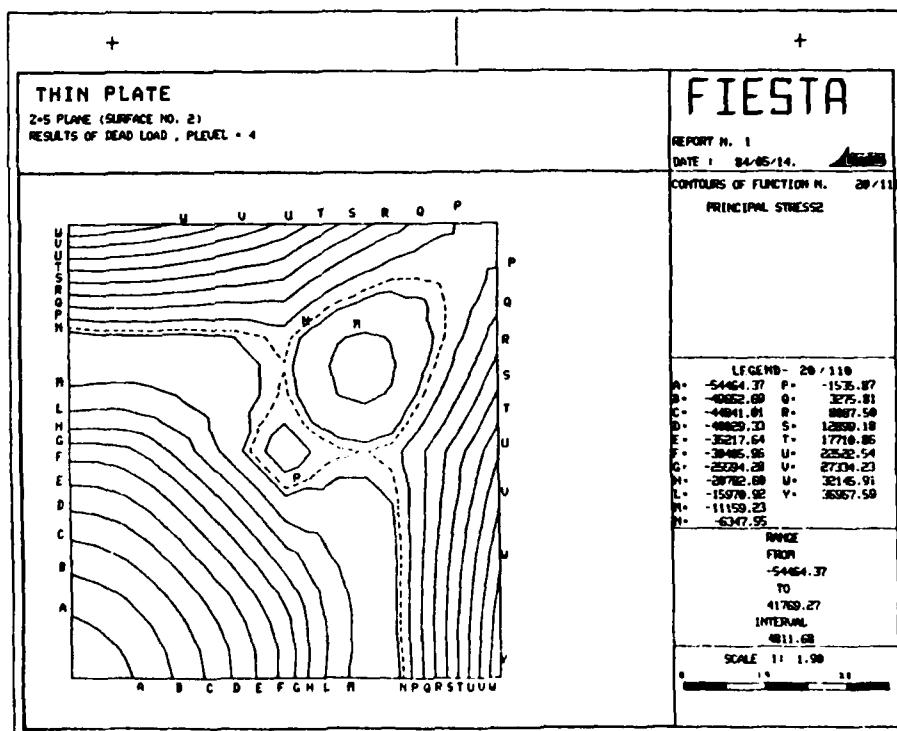 THIN PLATE
Z=5 PLANE (SURFACE NO. 2)
RESULTS OF DEAD LOAD , PLEVEL = 4
FIESTA
REPORT N. 1
DATE : 84/05/14.
CONTOURS OF FUNCTION N. 20/11
PRINCIPAL STRESS2
W V U T S R Q P
W
V
U
T
S
R
Q
P
N
M
L
H
G
F
E
D
C
B
A
N M
P
P
Q
R
S
T
U
V
W
Y
A B C D E F G H L M N P Q R S T U V W
LEGEND- 20/110
A= -54464.37 P= -1535.87
B= -49652.69 Q= 3275.81
C= -44841.01 R= 8087.50
D= -40029.33 S= 12899.18
E= -35217.64 T= 17710.86
F= -30405.96 U= 22522.54
G= -25594.28 V= 27334.23
H= -20782.60 W= 32145.91
L= -15970.92 Y= 36957.59
M= -11159.23
N= -6347.55
RANGE
FROM
-54464.37
TO
41769.27
INTERVAL
4811.68
SCALE 1: 1.90
0